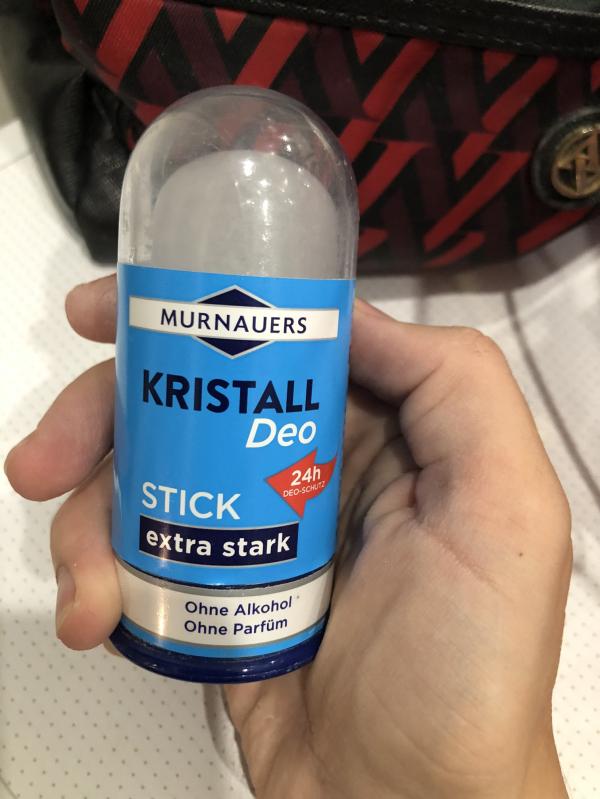 MURNAUERS
KRISTALL
Deo
24h
DEO-SCHUTZ
STICK
extra stark
Ohne Alkohol
Ohne Parfüm